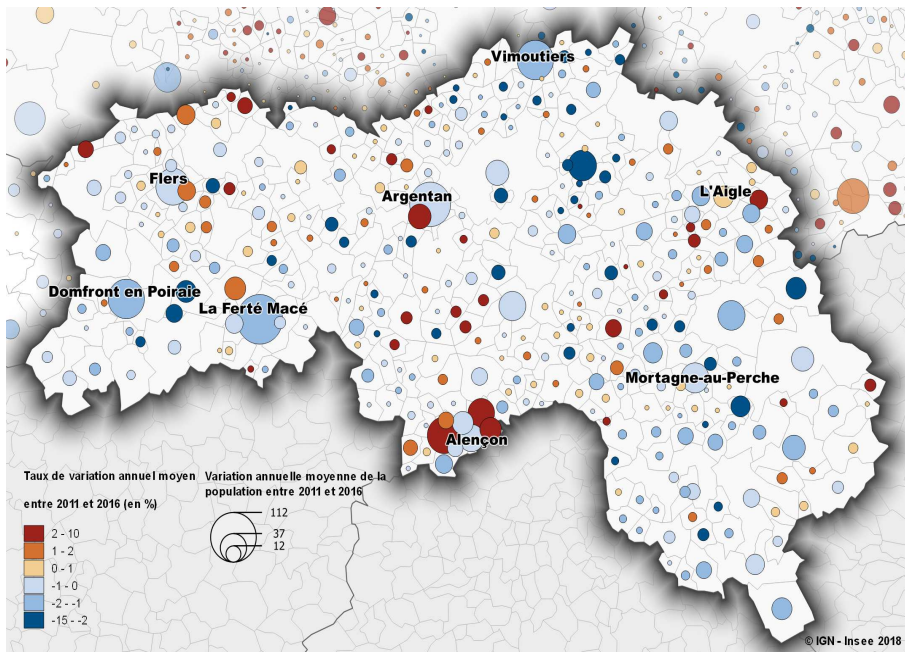 Vimoutiers
Flers
Argentan
L'Aigle
Domfront en Poiraie
La Ferté Macé
Mortagne-au-Perche
Alençon
Taux de variation annuel moyen
entre 2011 et 2016 (en %)
2 - 10
1 - 2
0 - 1
-1 - 0
-2 - -1
-15 - -2
Variation annuelle moyenne de la
population entre 2011 et 2016
112
37
12
© IGN - Insee 2018